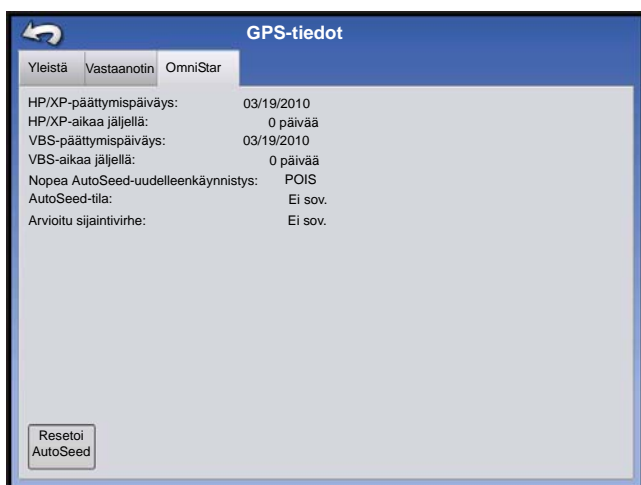 GPS-tiedot
Yleistä Vastaanotin OmniStar
HP/XP-päättymispäiväys: 03/19/2010
HP/XP-aikaa jäljellä: 0 päivää
VBS-päättymispäiväys: 03/19/2010
VBS-aikaa jäljellä: 0 päivää
Nopea AutoSeed-uudelleenkäynnistys: POIS
AutoSeed-tila: Ei sov.
Arvioitu sijaintivirhe: Ei sov.
Resetoi
AutoSeed